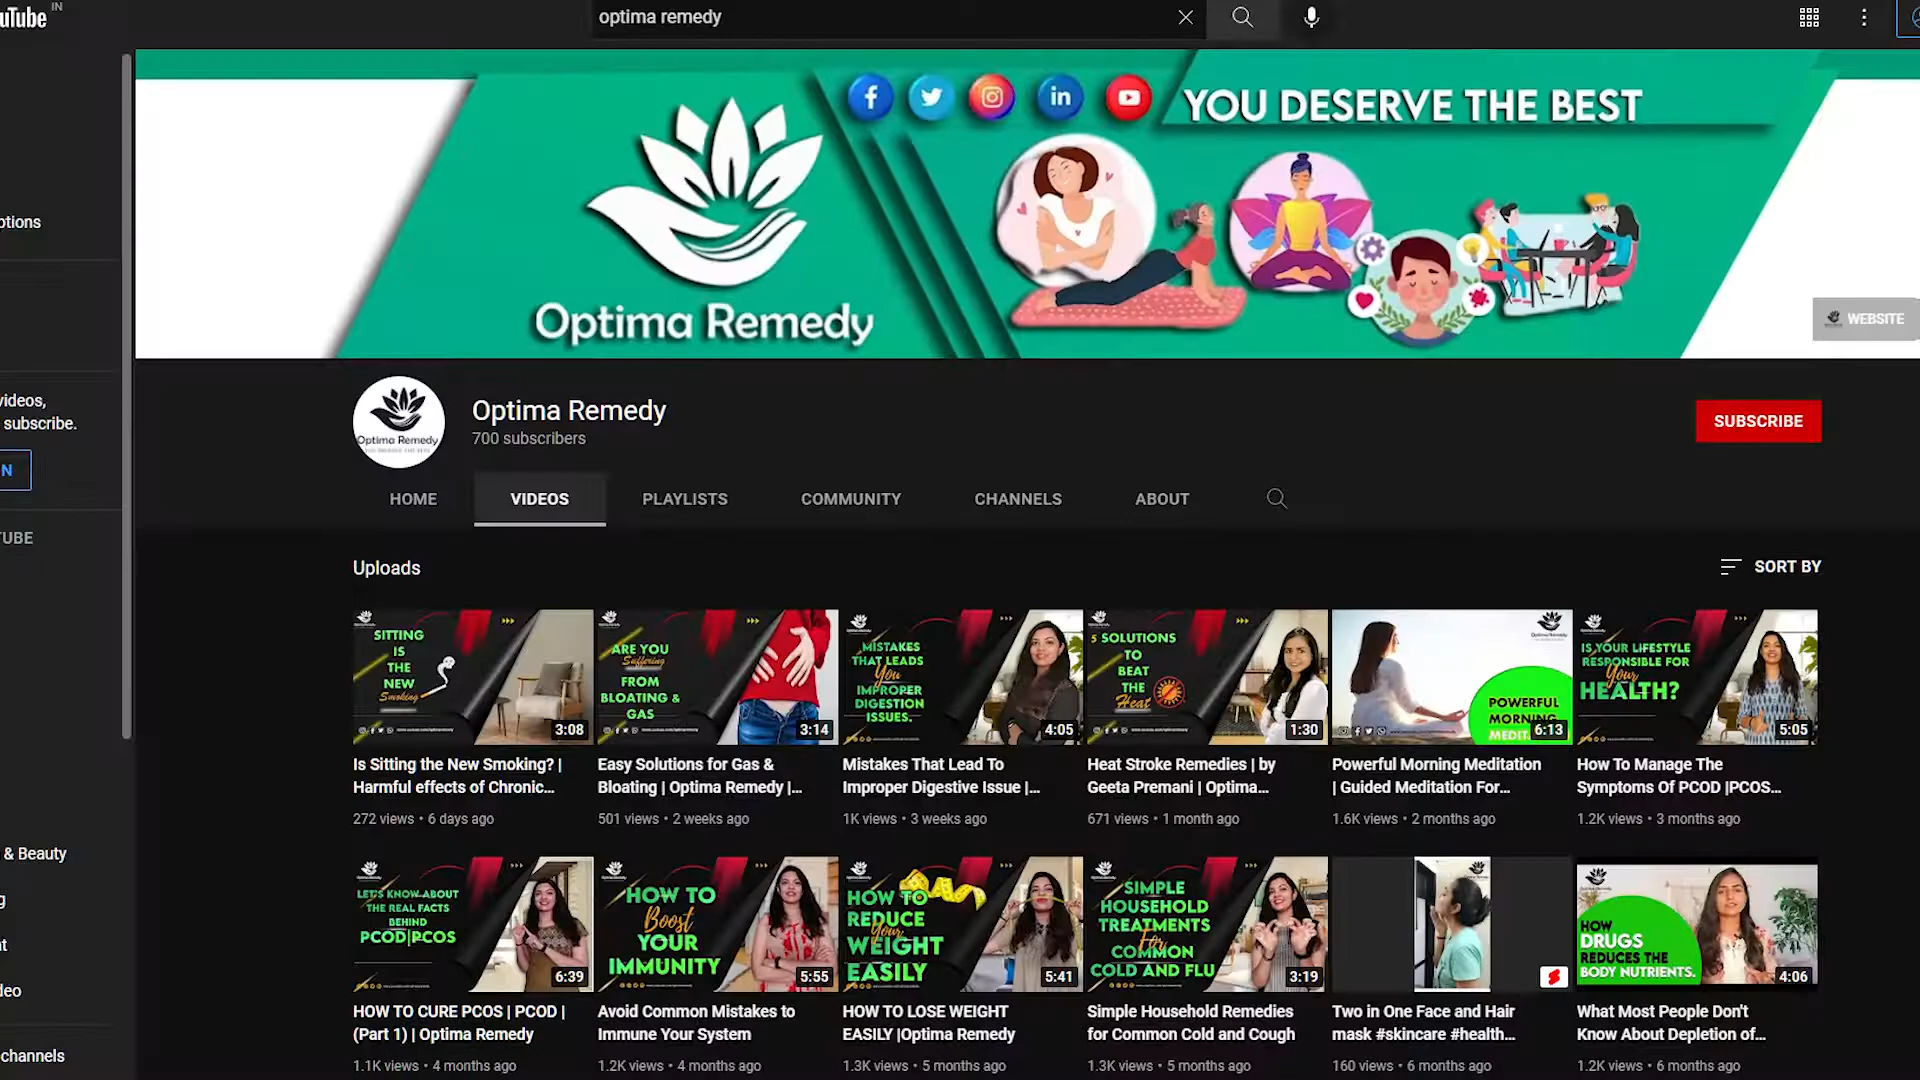 uTube IN
optima remedy
YOU DESERVE THE BEST
Optima Remedy
WEBSITE
ptions
videos,
subscribe.
N
UBE
& Beauty
channels
Optima Remedy
Optima Remedy
700 subscribers
SUBSCRIBE
HOME
VIDEOS
PLAYLISTS
COMMUNITY
CHANNELS
ABOUT
Uploads
SORT BY
SITTING
IS
THE
NEW
Smoking
3:08
ARE YOU
Suffering
FROM
BLOATING &
GAS
3:14
MISTAKES
THAT LEADS
You
IMPROPER
DIGESTION
ISSUES.
4:05
5 SOLUTIONS
TO
BEAT
THE
Heat
1:30
POWERFUL
MORNING
MEDIT
6:13
IS YOUR LIFESTYLE
RESPONSIBLE FOR
Your
HEALTH?
5:05
Is Sitting the New Smoking? |
Harmful effects of Chronic...
272 views • 6 days ago
Easy Solutions for Gas &
Bloating | Optima Remedy |...
501 views • 2 weeks ago
Mistakes That Lead To
Improper Digestive Issue |...
1K views • 3 weeks ago
Heat Stroke Remedies | by
Geeta Premani | Optima...
671 views • 1 month ago
Powerful Morning Meditation
| Guided Meditation For...
1.6K views • 2 months ago
How To Manage The
Symptoms Of PCOD |PCOS...
1.2K views • 3 months ago
LET'S KNOW ABOUT
THE REAL FACTS
BEHIND
PCOD|PCOS
6:39
HOW TO
Boost
YOUR
IMMUNITY
5:55
HOW TO
REDUCE
Your
WEIGHT
EASILY
5:41
SIMPLE
HOUSEHOLD
TREATMENTS
For
COMMON
COLD AND FLU
3:19
HOW
DRUGS
REDUCES THE
BODY NUTRIENTS.
4:06
HOW TO CURE PCOS | PCOD |
(Part 1) | Optima Remedy
1.1K views • 4 months ago
Avoid Common Mistakes to
Immune Your System
1.2K views • 4 months ago
HOW TO LOSE WEIGHT
EASILY |Optima Remedy
1.3K views • 5 months ago
Simple Household Remedies
for Common Cold and Cough
1.3K views • 5 months ago
Two in One Face and Hair
mask #skincare #health...
160 views • 6 months ago
What Most People Don't
Know About Depletion of...
1.2K views • 6 months ago